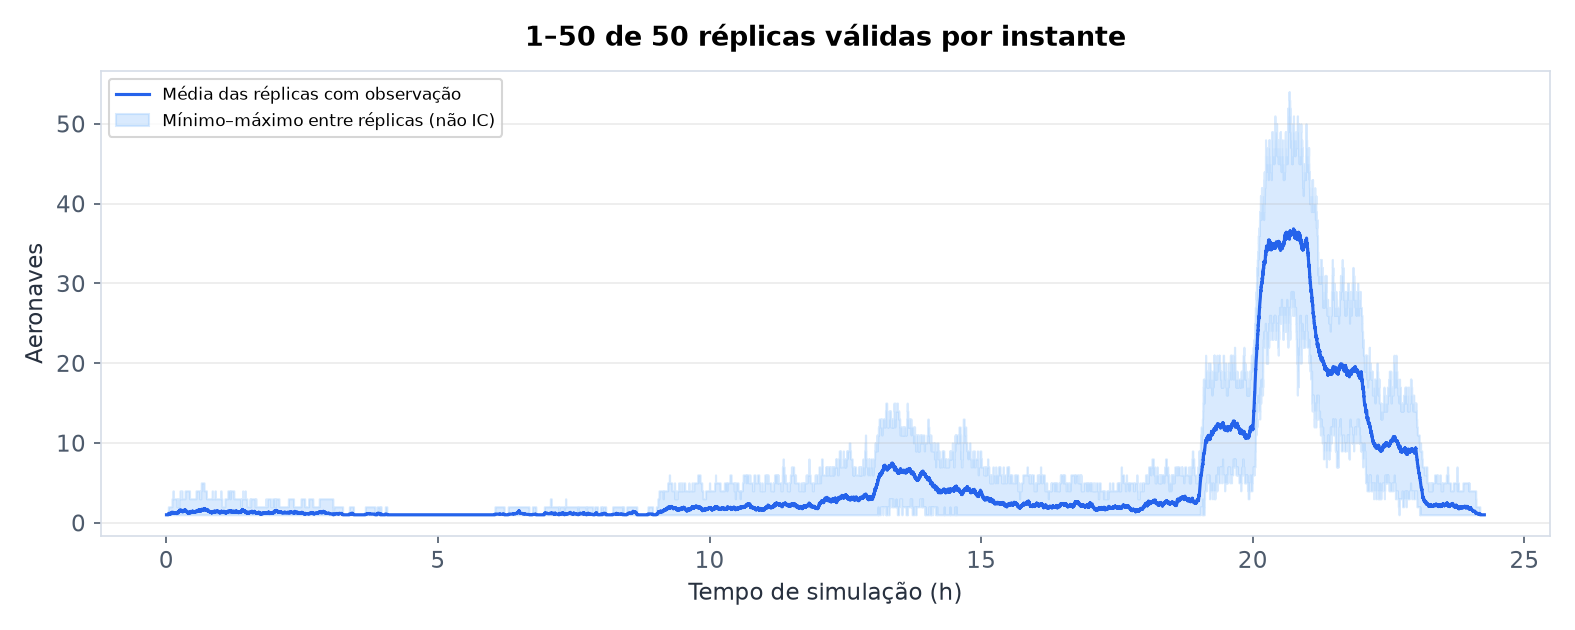 1–50 de 50 réplicas válidas por instante
Média das réplicas com observação
Mínimo–máximo entre réplicas (não IC)
Aeronaves
50
40
30
20
10
0
0 5 10 15 20 25
Tempo de simulação (h)